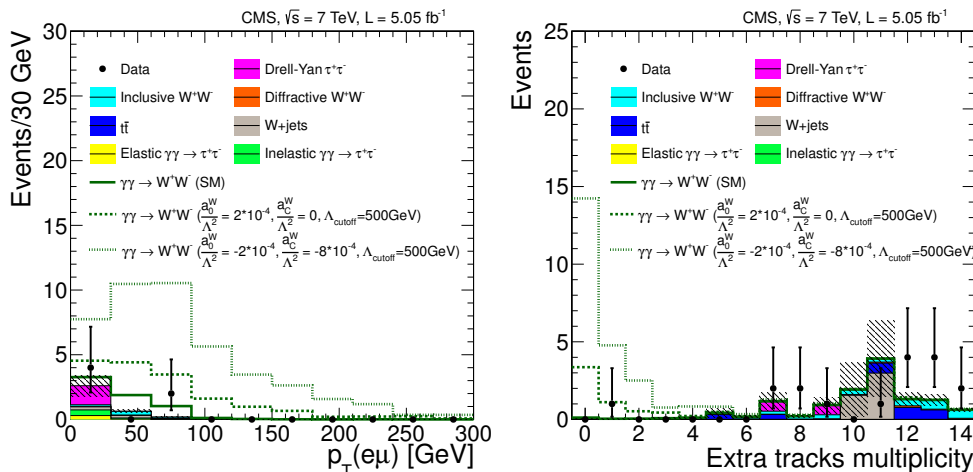 CMS, √s = 7 TeV, L = 5.05 fb⁻¹
Events/30 GeV
30
25
20
15
10
5
0
Data
Drell-Yan τ⁺τ⁻
Inclusive W⁺W⁻
Diffractive W⁺W⁻
tt̄
W+jets
Elastic γγ → τ⁺τ⁻
Inelastic γγ → τ⁺τ⁻
γγ → W⁺W⁻ (SM)
γγ → W⁺W⁻ (a₀ᵂ/Λ² = 2*10⁻⁴, a_Cᵂ/Λ² = 0, Λcutoff=500GeV)
γγ → W⁺W⁻ (a₀ᵂ/Λ² = -2*10⁻⁴, a_Cᵂ/Λ² = -8*10⁻⁴, Λcutoff=500GeV)
0 50 100 150 200 250 300
p_T(eμ) [GeV]
CMS, √s = 7 TeV, L = 5.05 fb⁻¹
Events
25
20
15
10
5
0
Data
Drell-Yan τ⁺τ⁻
Inclusive W⁺W⁻
Diffractive W⁺W⁻
tt̄
W+jets
Elastic γγ → τ⁺τ⁻
Inelastic γγ → τ⁺τ⁻
γγ → W⁺W⁻ (SM)
γγ → W⁺W⁻ (a₀ᵂ/Λ² = 2*10⁻⁴, a_Cᵂ/Λ² = 0, Λcutoff=500GeV)
γγ → W⁺W⁻ (a₀ᵂ/Λ² = -2*10⁻⁴, a_Cᵂ/Λ² = -8*10⁻⁴, Λcutoff=500GeV)
0 2 4 6 8 10 12 14
Extra tracks multiplicity